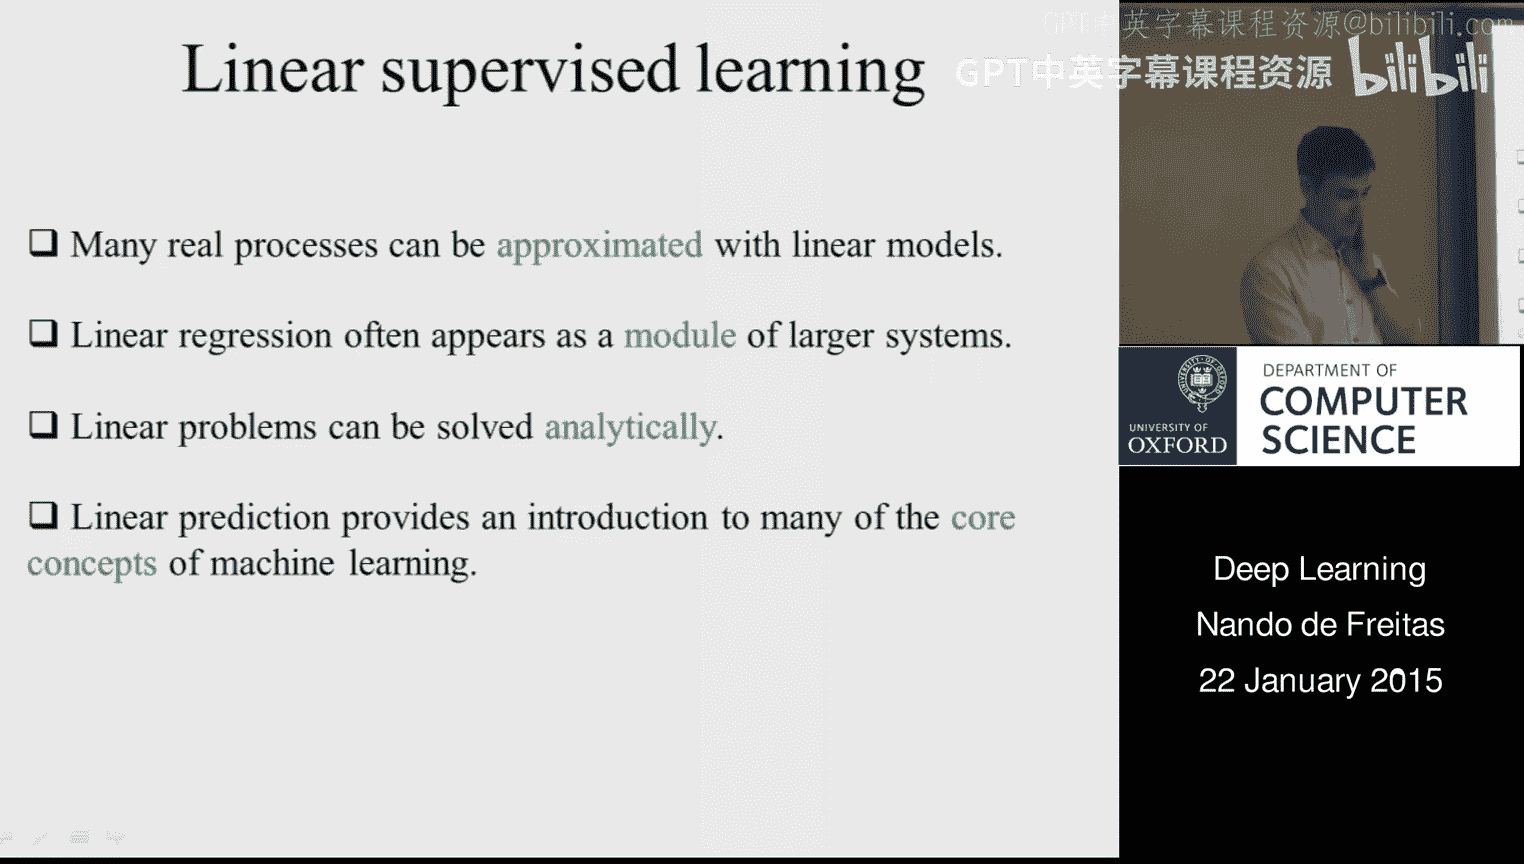 Linear supervised learning
GPT中英字幕课程资源@bilibili.com
GPT中英字幕课程资源 bilibili
❑ Many real processes can be approximated with linear models.
❑ Linear regression often appears as a module of larger systems.
❑ Linear problems can be solved analytically.
❑ Linear prediction provides an introduction to many of the core
concepts of machine learning.
UNIVERSITY OF
OXFORD
DEPARTMENT OF
COMPUTER
SCIENCE
Deep Learning
Nando de Freitas
22 January 2015